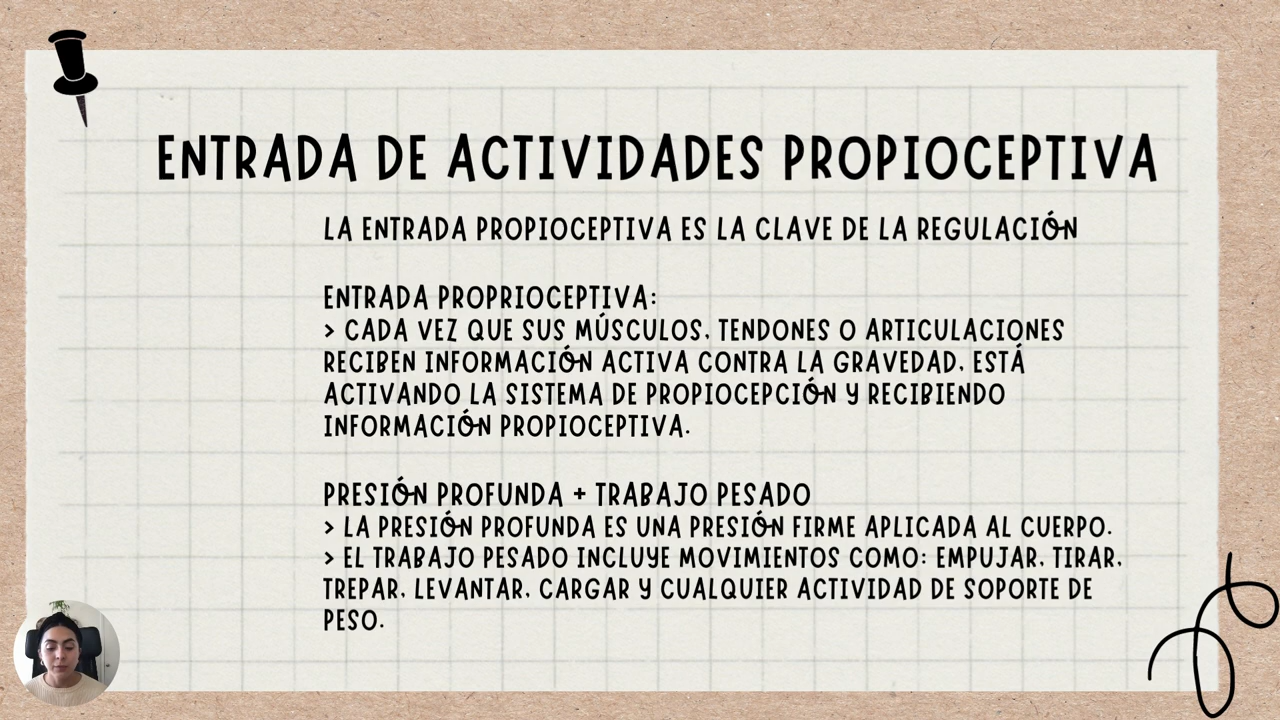 ENTRADA DE ACTIVIDADES PROPIOCEPTIVA
LA ENTRADA PROPIOCEPTIVA ES LA CLAVE DE LA REGULACIÓN
ENTRADA PROPRIOCEPTIVA:
> CADA VEZ QUE SUS MÚSCULOS, TENDONES O ARTICULACIONES
RECIBEN INFORMACIÓN ACTIVA CONTRA LA GRAVEDAD, ESTÁ
ACTIVANDO LA SISTEMA DE PROPIOCEPCIÓN Y RECIBIENDO
INFORMACIÓN PROPIOCEPTIVA.
PRESIÓN PROFUNDA + TRABAJO PESADO
> LA PRESIÓN PROFUNDA ES UNA PRESIÓN FIRME APLICADA AL CUERPO.
> EL TRABAJO PESADO INCLUYE MOVIMIENTOS COMO: EMPUJAR, TIRAR,
TREPAR, LEVANTAR, CARGAR Y CUALQUIER ACTIVIDAD DE SOPORTE DE
PESO.